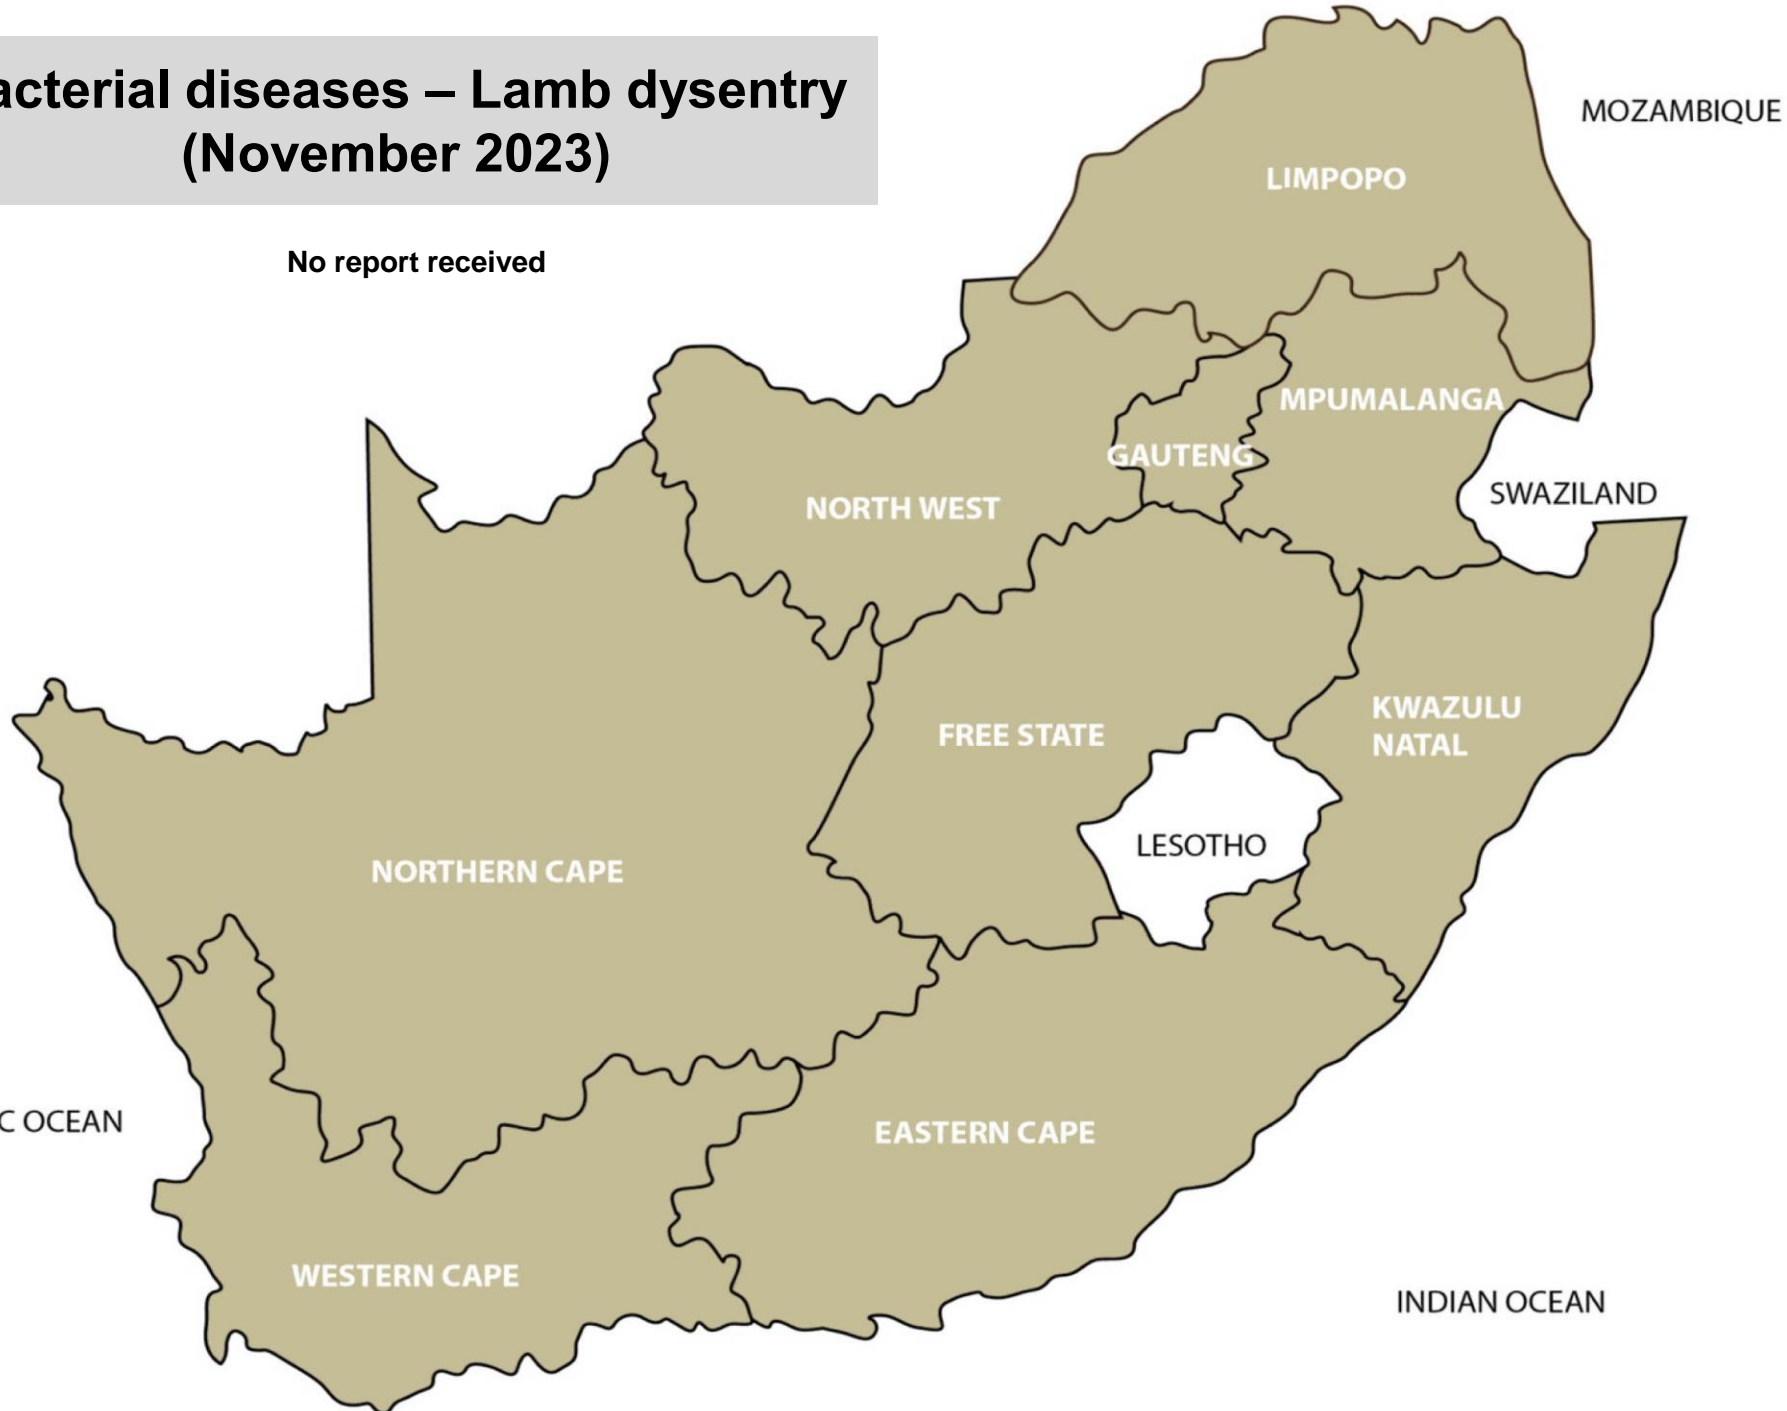 acterial diseases – Lamb dysentry
(November 2023)
No report received
MOZAMBIQUE
LIMPOPO
MPUMALANGA
GAUTENG
SWAZILAND
NORTH WEST
KWAZULU
NATAL
FREE STATE
LESOTHO
NORTHERN CAPE
C OCEAN
EASTERN CAPE
WESTERN CAPE
INDIAN OCEAN